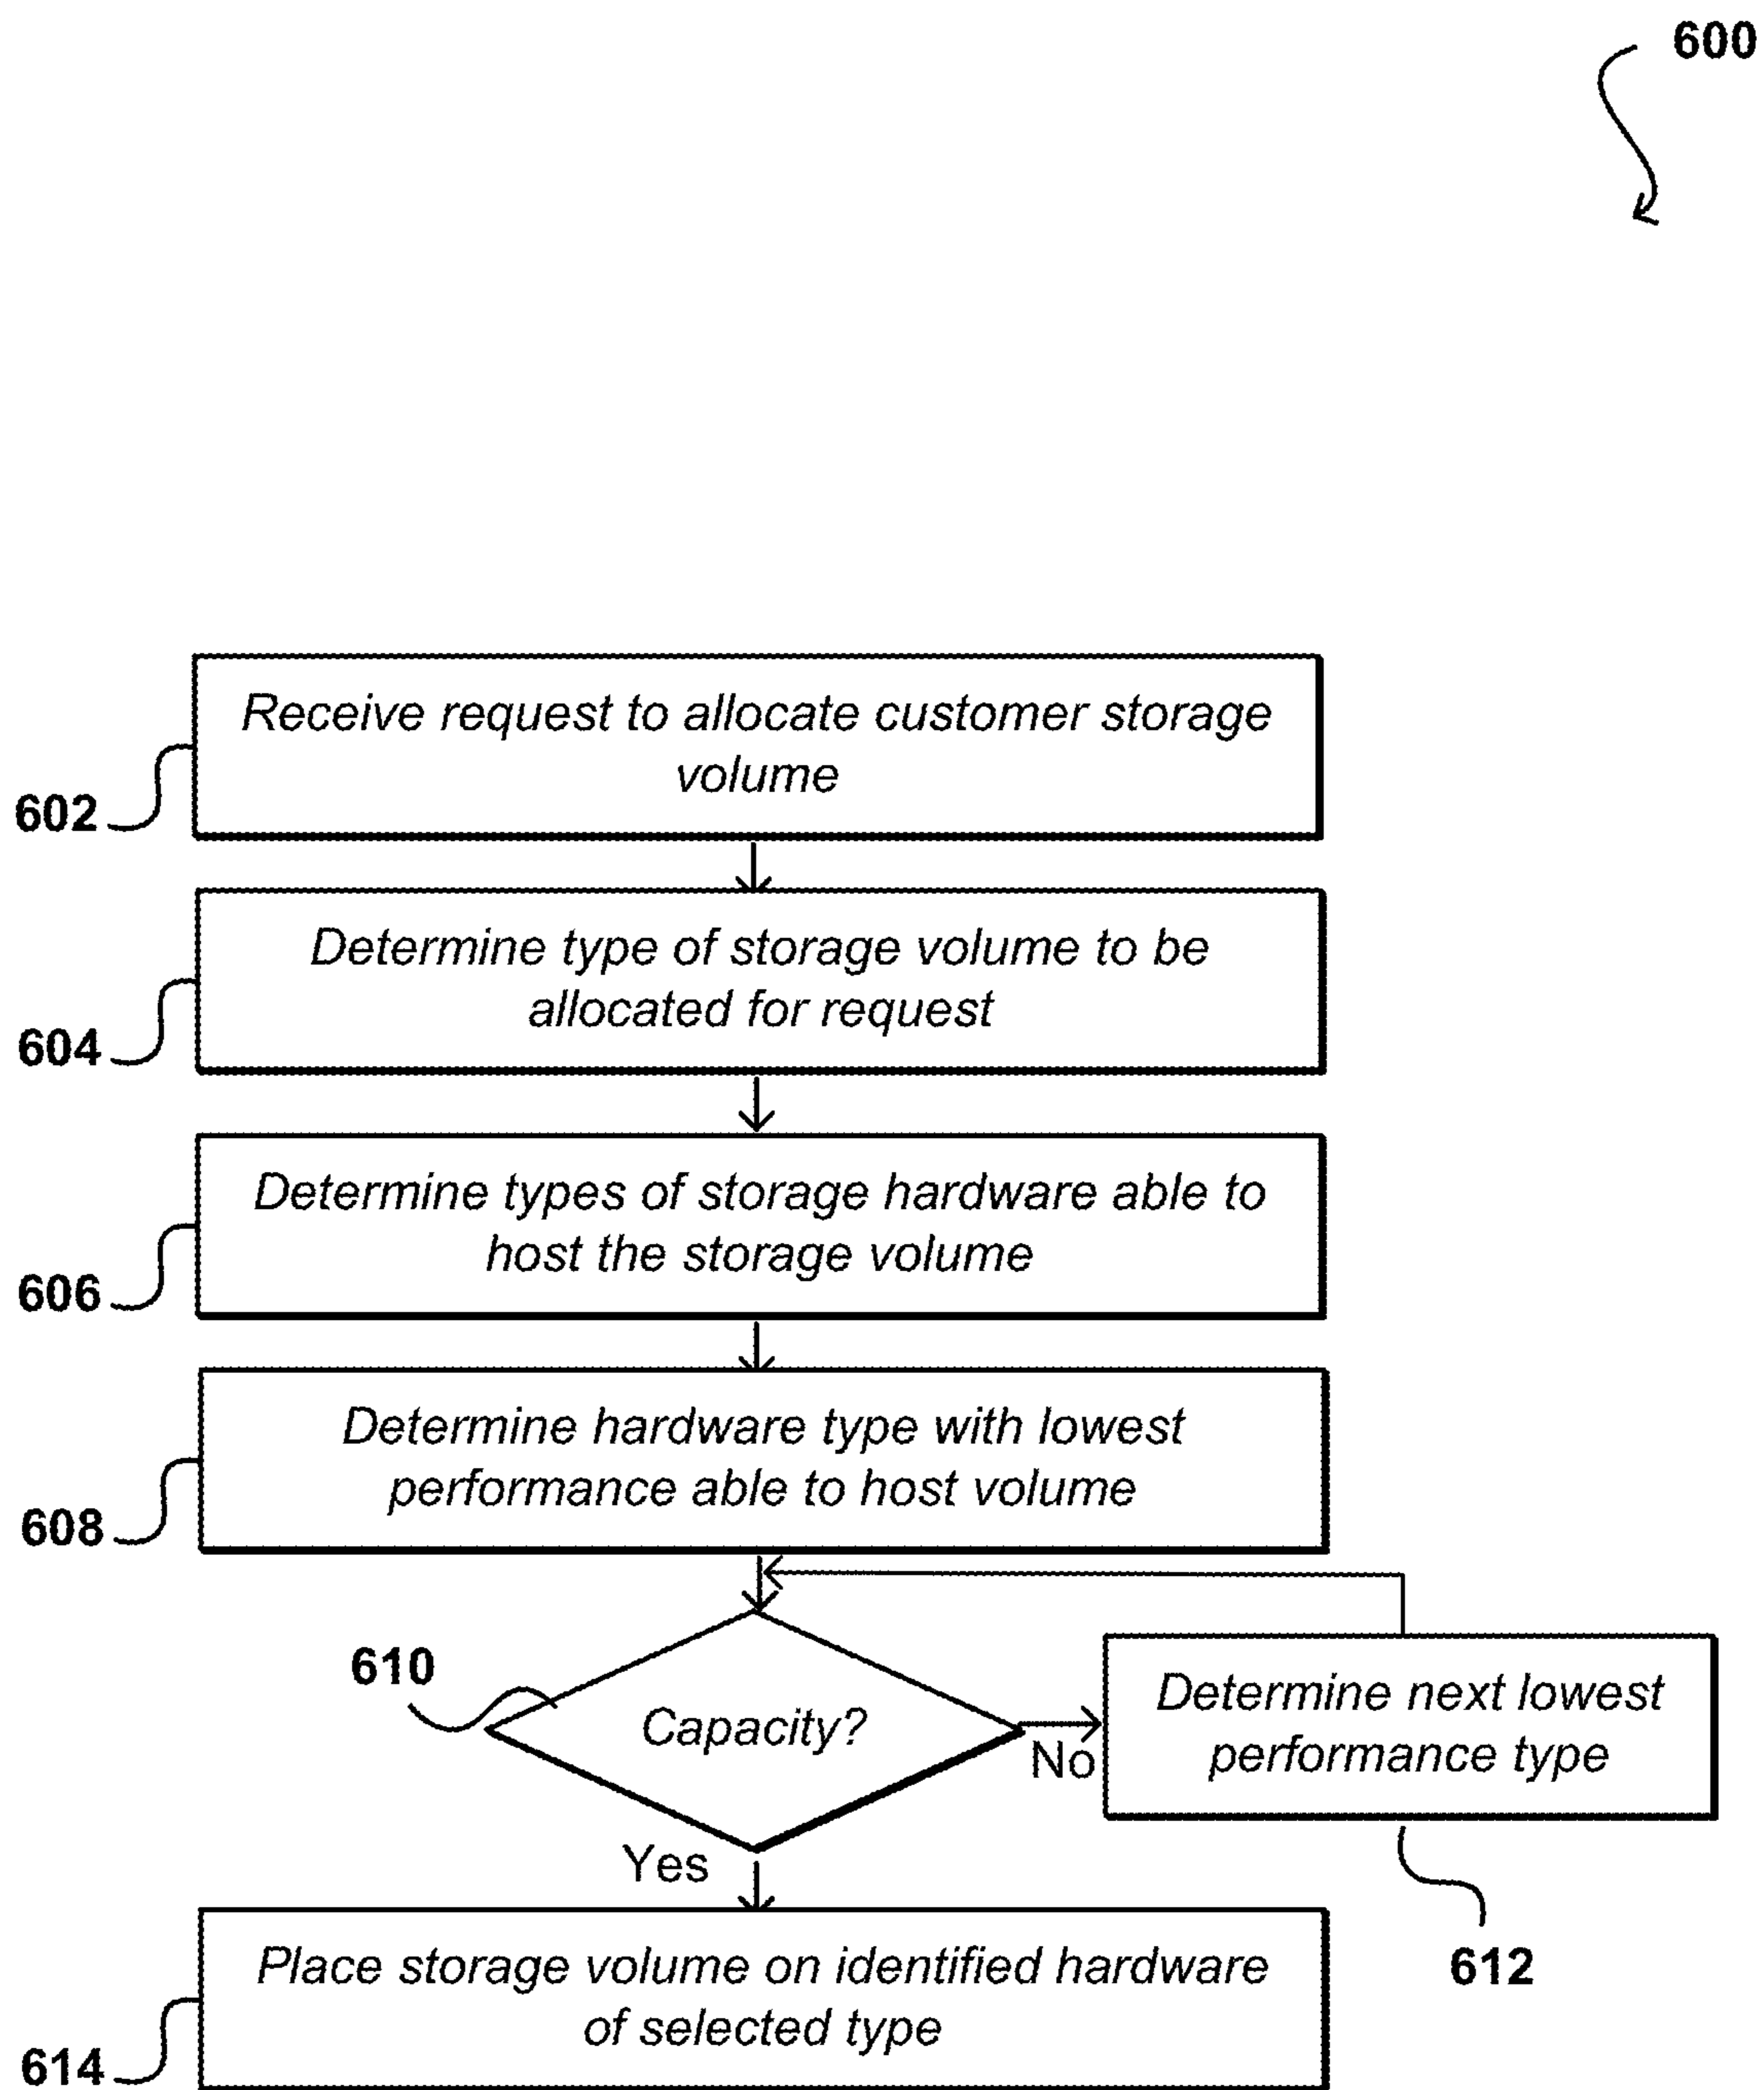 600
Receive request to allocate customer storage
volume
602
Determine type of storage volume to be
allocated for request
604
Determine types of storage hardware able to
host the storage volume
606
Determine hardware type with lowest
performance able to host volume
608
610
Capacity?
No
Determine next lowest
performance type
612
Yes
Place storage volume on identified hardware
of selected type
614